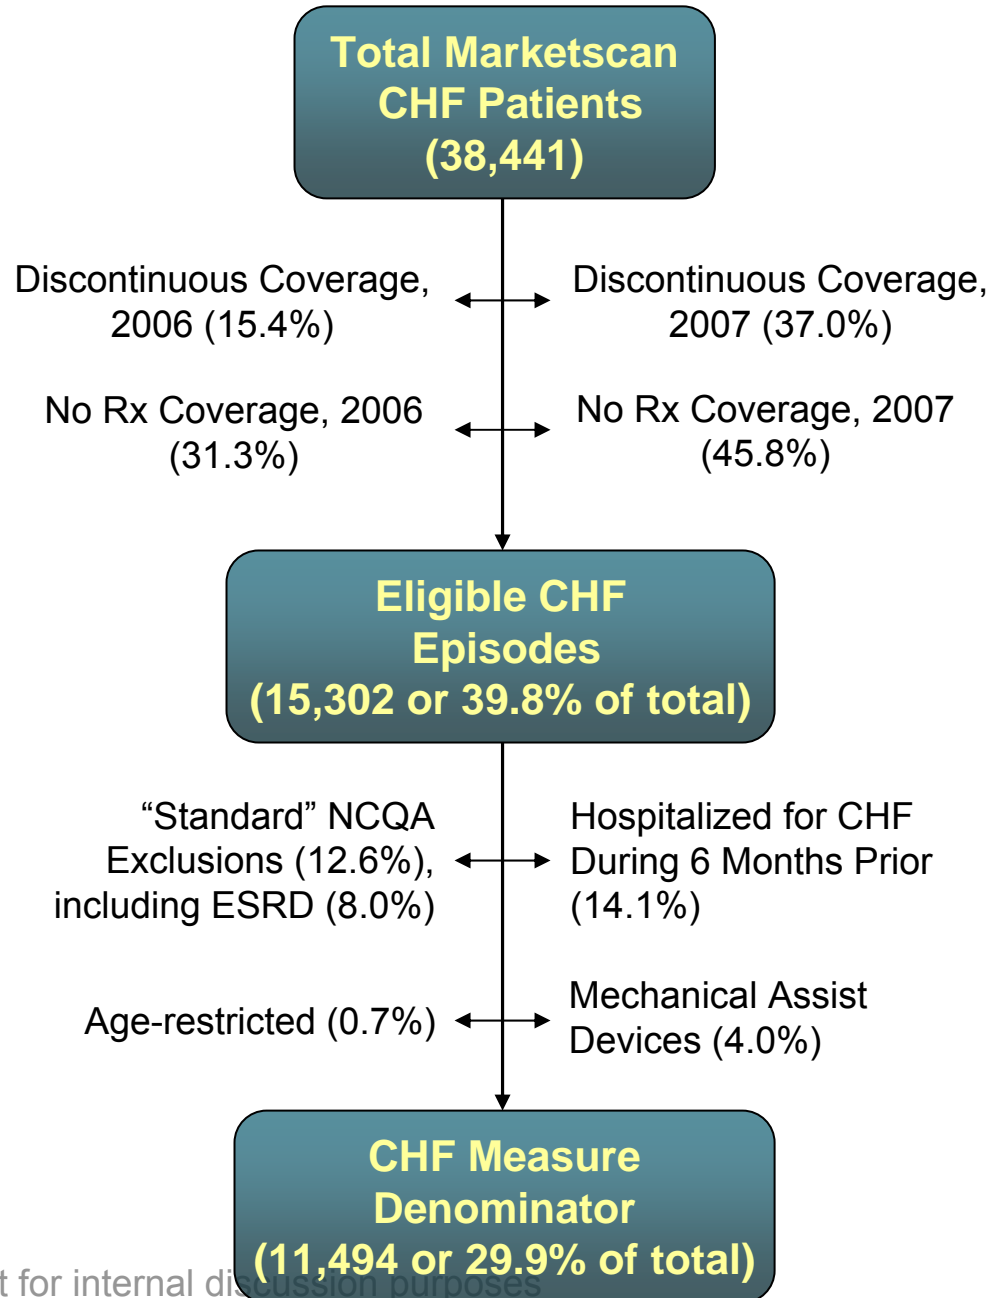 Total Marketscan
CHF Patients
(38,441)
Discontinuous Coverage,
2006 (15.4%)
Discontinuous Coverage,
2007 (37.0%)
No Rx Coverage, 2006
(31.3%)
No Rx Coverage, 2007
(45.8%)
Eligible CHF
Episodes
(15,302 or 39.8% of total)
“Standard” NCQA
Exclusions (12.6%),
including ESRD (8.0%)
Hospitalized for CHF
During 6 Months Prior
(14.1%)
Age-restricted (0.7%)
Mechanical Assist
Devices (4.0%)
CHF Measure
Denominator
(11,494 or 29.9% of total)
t for internal discussion purposes